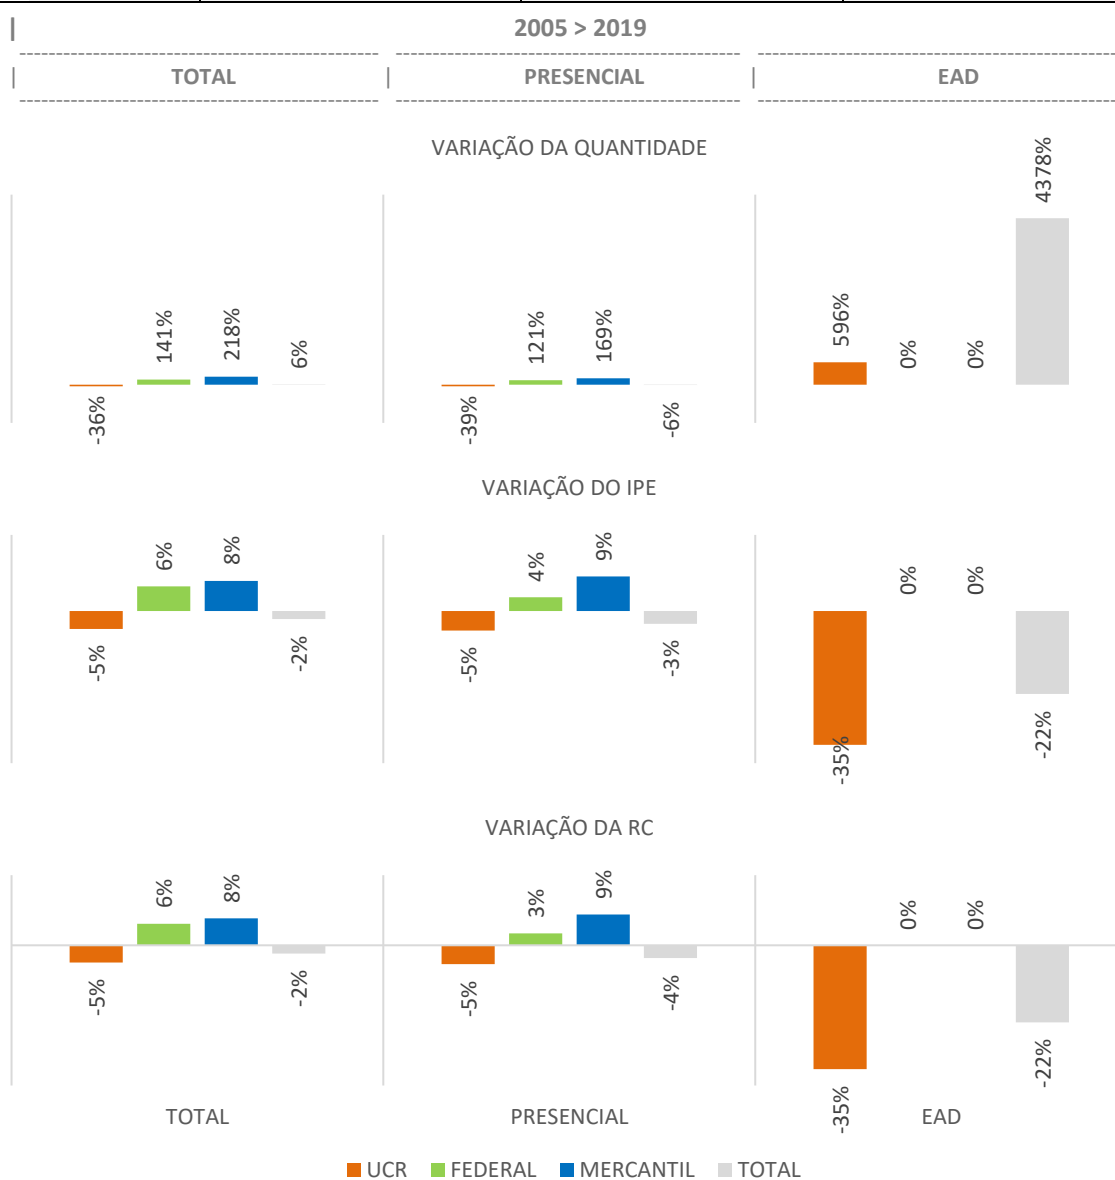 | 2005 > 2019
| TOTAL | PRESENCIAL | EAD
VARIAÇÃO DA QUANTIDADE
-36% 141% 218% 6% -39% 121% 169% -6% 596% 0% 0% 4378%
VARIAÇÃO DO IPE
-5% 6% 8% -2% -5% 4% 9% -3% -35% 0% 0% -22%
VARIAÇÃO DA RC
-5% 6% 8% -2% -5% 3% 9% -4% -35% 0% 0% -22%
TOTAL PRESENCIAL EAD
UCR FEDERAL MERCANTIL TOTAL